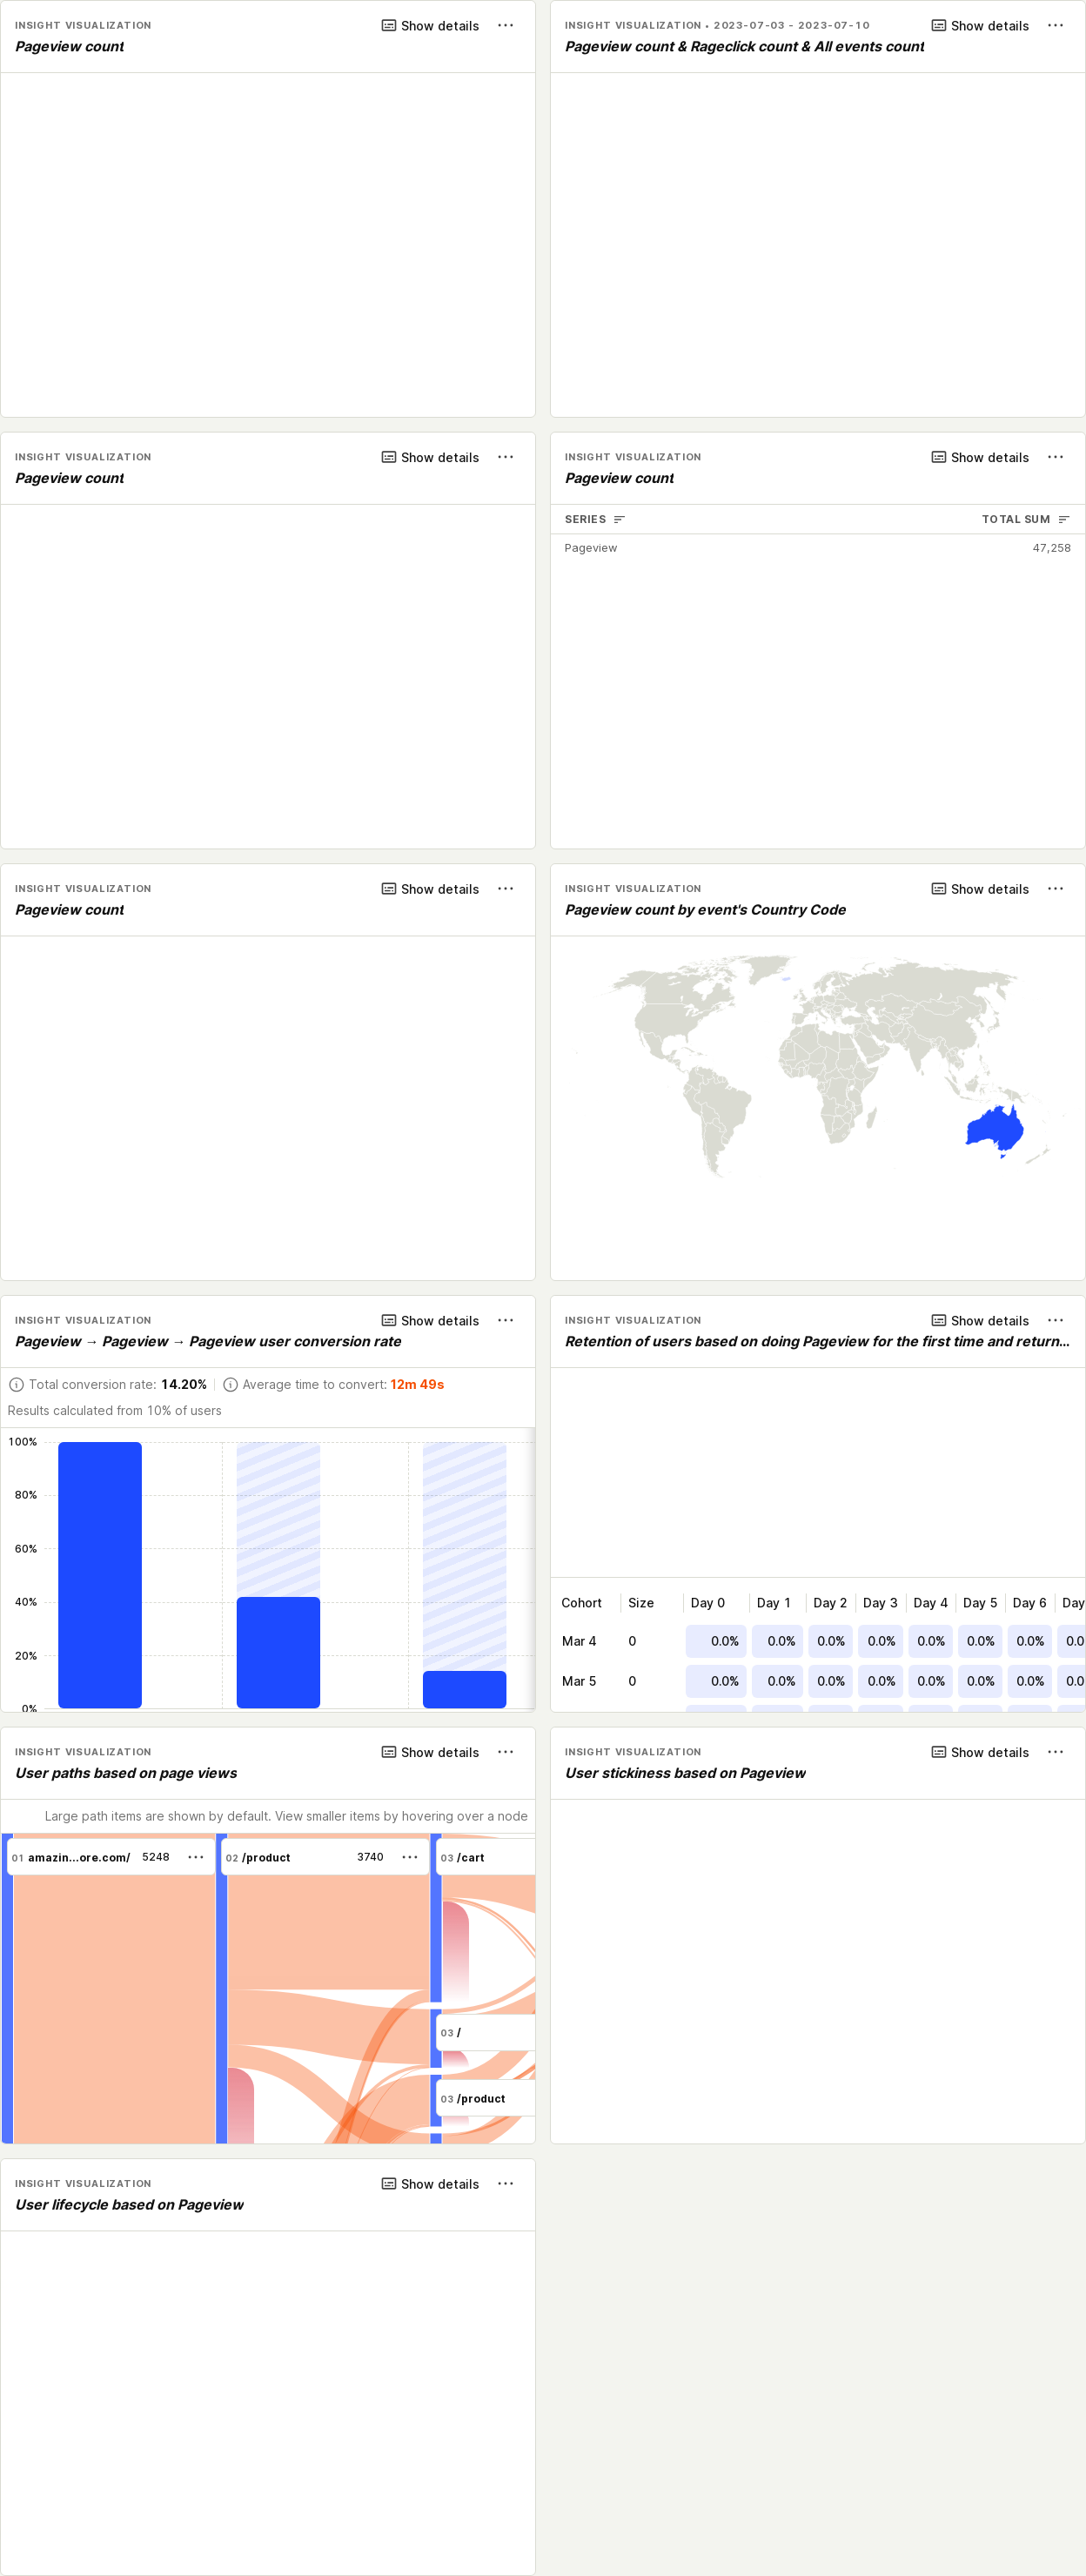 INSIGHT VISUALIZATION
Show details
Pageview count
INSIGHT VISUALIZATION • 2023-07-03 - 2023-07-10
Show details
Pageview count & Rageclick count & All events count
INSIGHT VISUALIZATION
Show details
Pageview count
INSIGHT VISUALIZATION
Show details
Pageview count
SERIES
TOTAL SUM
Pageview
47,258
INSIGHT VISUALIZATION
Show details
Pageview count
INSIGHT VISUALIZATION
Show details
Pageview count by event's Country Code
INSIGHT VISUALIZATION
Show details
Pageview → Pageview → Pageview user conversion rate
Total conversion rate: 14.20%
Average time to convert: 12m 49s
Results calculated from 10% of users
100%
80%
60%
40%
20%
0%
INSIGHT VISUALIZATION
Show details
Retention of users based on doing Pageview for the first time and return...
Cohort Size Day 0 Day 1 Day 2 Day 3 Day 4 Day 5 Day 6 Day
Mar 4 0 0.0% 0.0% 0.0% 0.0% 0.0% 0.0% 0.0% 0.0
Mar 5 0 0.0% 0.0% 0.0% 0.0% 0.0% 0.0% 0.0% 0.0
INSIGHT VISUALIZATION
Show details
User paths based on page views
Large path items are shown by default. View smaller items by hovering over a node
01 amazin...ore.com/ 5248
02 /product 3740
03 /cart
03 /
03 /product
INSIGHT VISUALIZATION
Show details
User stickiness based on Pageview
INSIGHT VISUALIZATION
Show details
User lifecycle based on Pageview